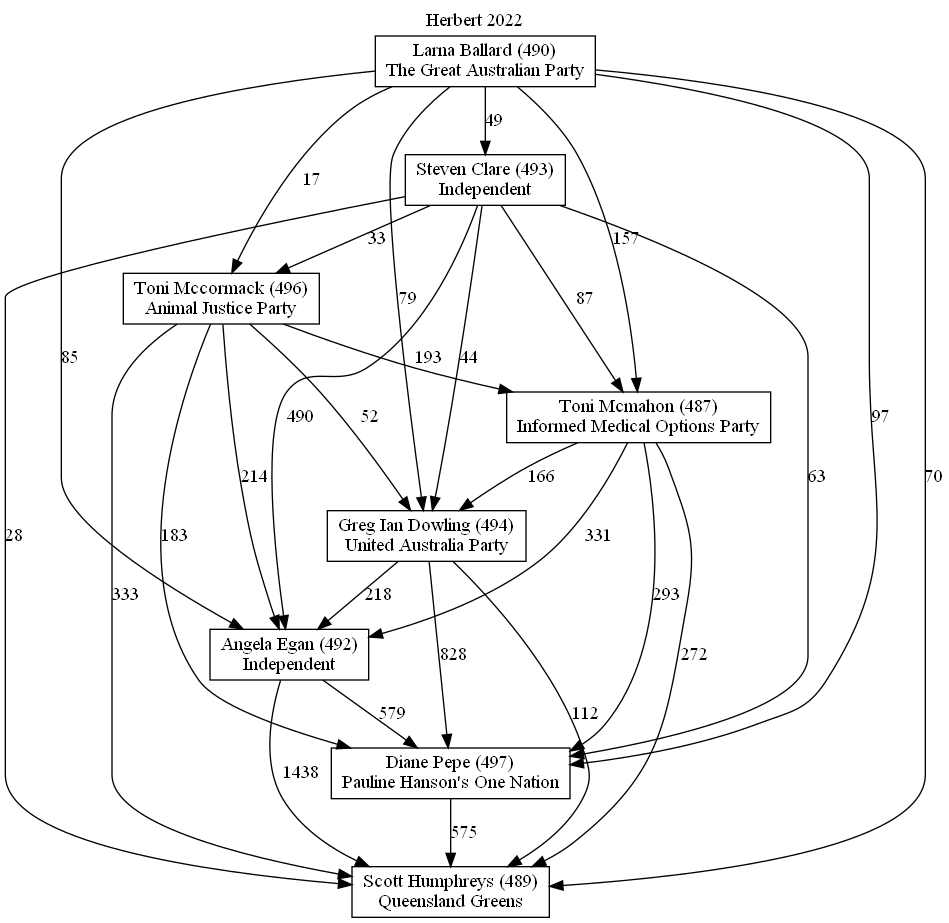 Herbert 2022
Larna Ballard (490)
The Great Australian Party
49
Steven Clare (493)
Independent
17
33
157
Toni Mccormack (496)
Animal Justice Party
79
87
85
193
44
490
52
Toni Mcmahon (487)
Informed Medical Options Party
97
214
166
63
70
Greg Ian Dowling (494)
United Australia Party
28
183
331
333
218
293
Angela Egan (492)
Independent
828
272
579
112
Diane Pepe (497)
Pauline Hanson's One Nation
1438
575
Scott Humphreys (489)
Queensland Greens